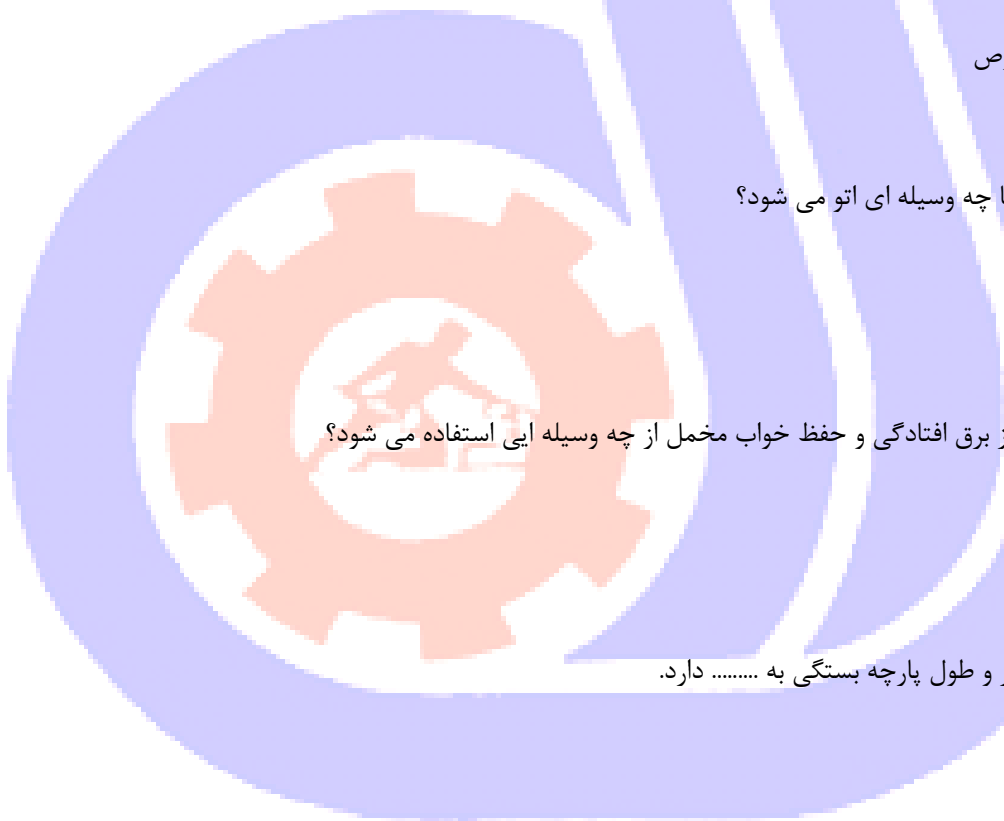 چه وسیله ای اتو می شود؟
برق افتادگی و حفظ خواب مخمل از چه وسیله ایی استفاده می شود؟
و طول پارچه بستگی به ......... دارد.